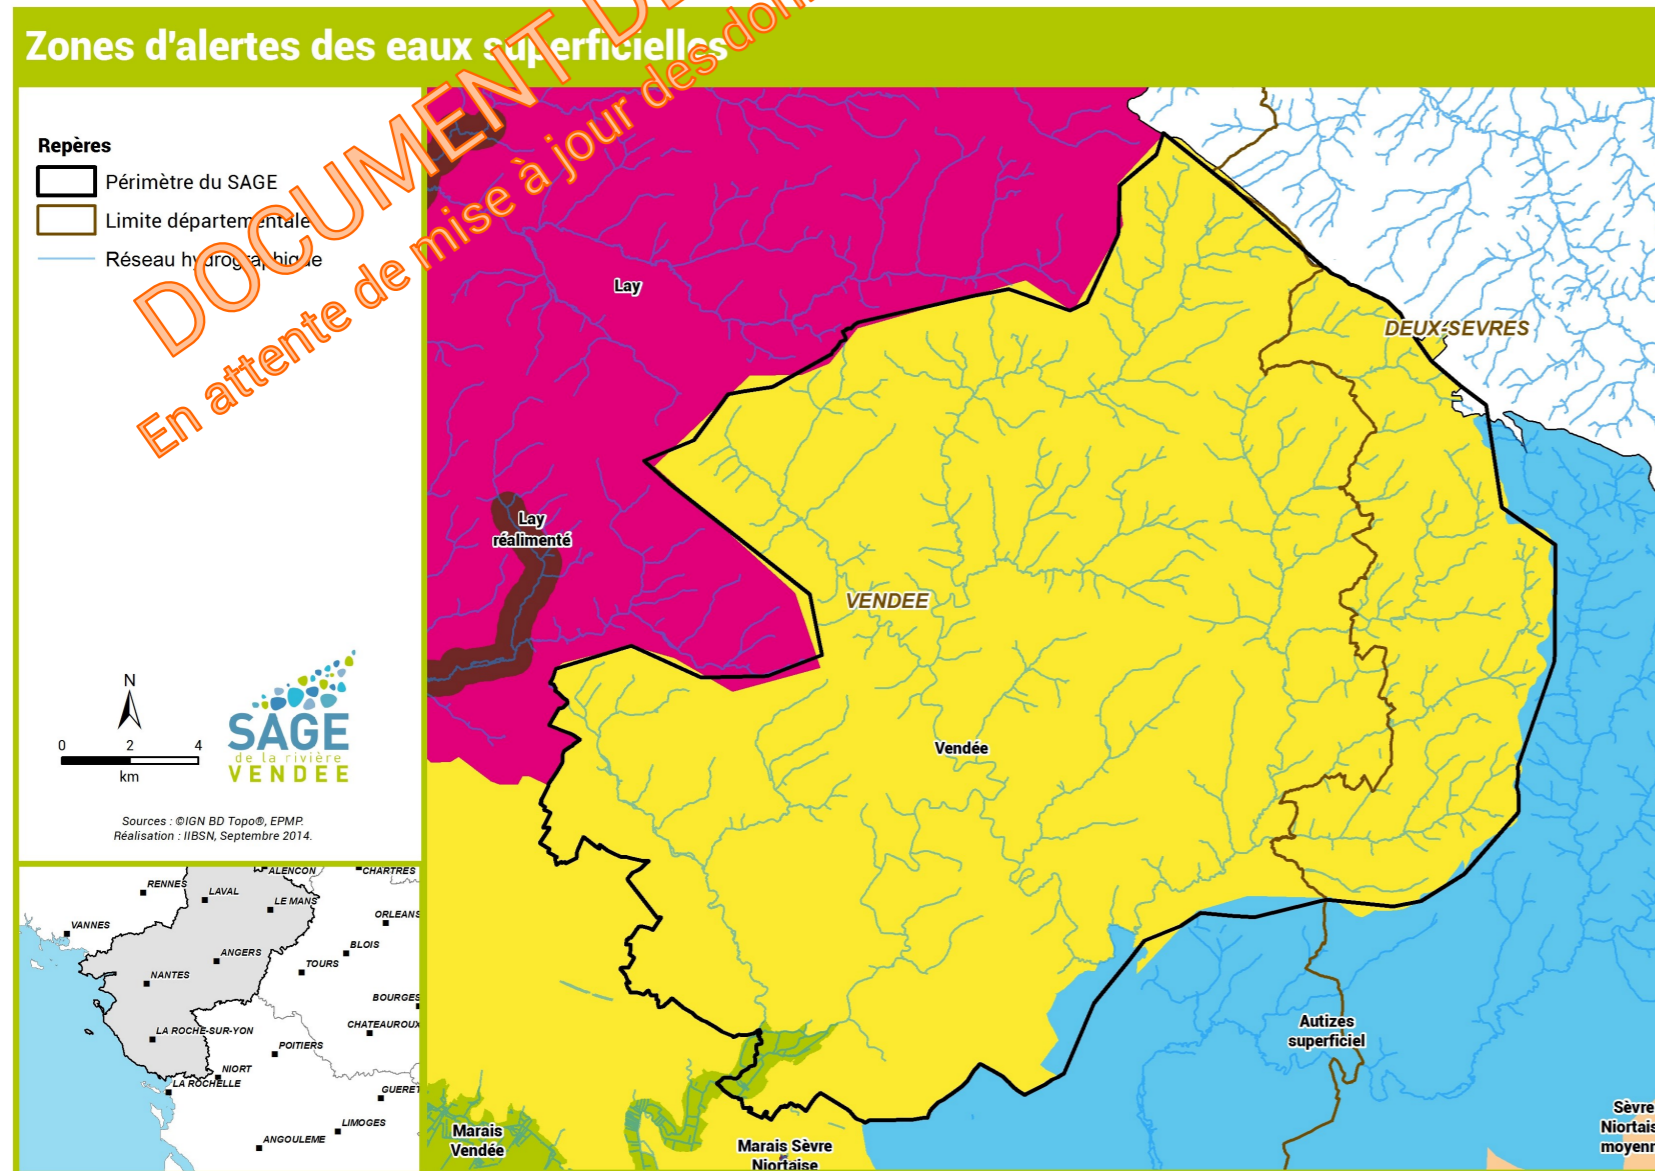 Zones d'alertes des eaux superficielles
DOCUMENT
En attente de mise à jour des
Repères
Périmètre du SAGE
Limite départementale
Réseau hydrographique
N
0 2 4
km
SAGE
de la rivière
VENDEE
Sources : ©IGN BD Topo®, EPMP.
Réalisation : IIBSN, Septembre 2014.
Lay
DEUX-SEVRES
Lay
réalimenté
VENDEE
Vendée
Autizes
superficiel
Marais
Vendée
Marais Sèvre
Niortaise
Sèvre
ALENCON
CHARTRES
RENNES
LAVAL
LE MANS
ORLEANS
VANNES
BLOIS
ANGERS
TOURS
NANTES
BOURGES
CHATEAUROUX
LA ROCHE-SUR-YON
POITIERS
NIORT
LA ROCHELLE
GUERET
LIMOGES
ANGOULEME